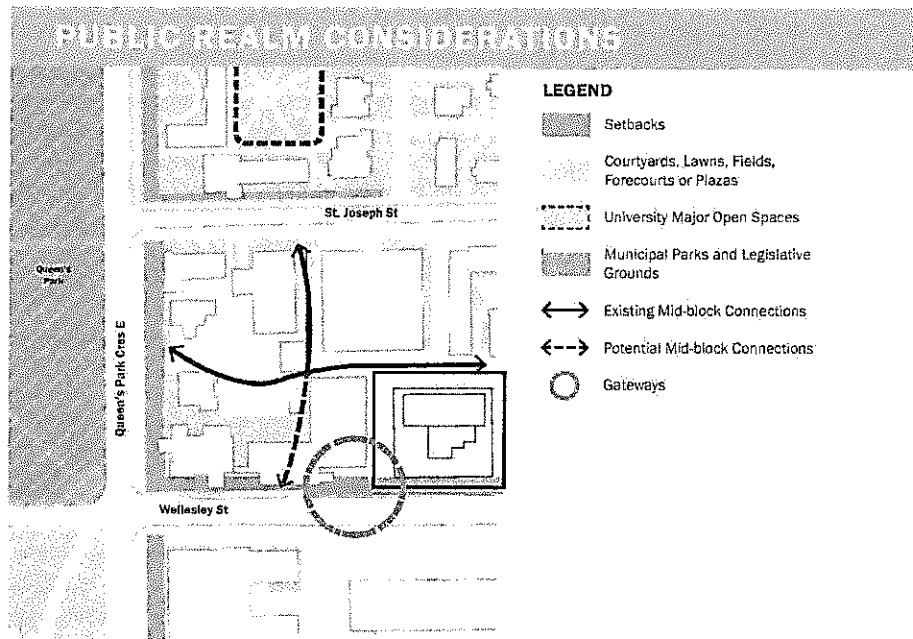 PUBLIC REALM CONSIDERATIONS
LEGEND
Setbacks
Courtyards, Lawns, Fields,
Forecourts or Plazas
University Major Open Spaces
Municipal Parks and Legislative
Grounds
Existing Mid-block Connections
Potential Mid-block Connections
Gateways
St. Joseph St
Queen's
Park
Queen's Park Cres E
Wellesley St